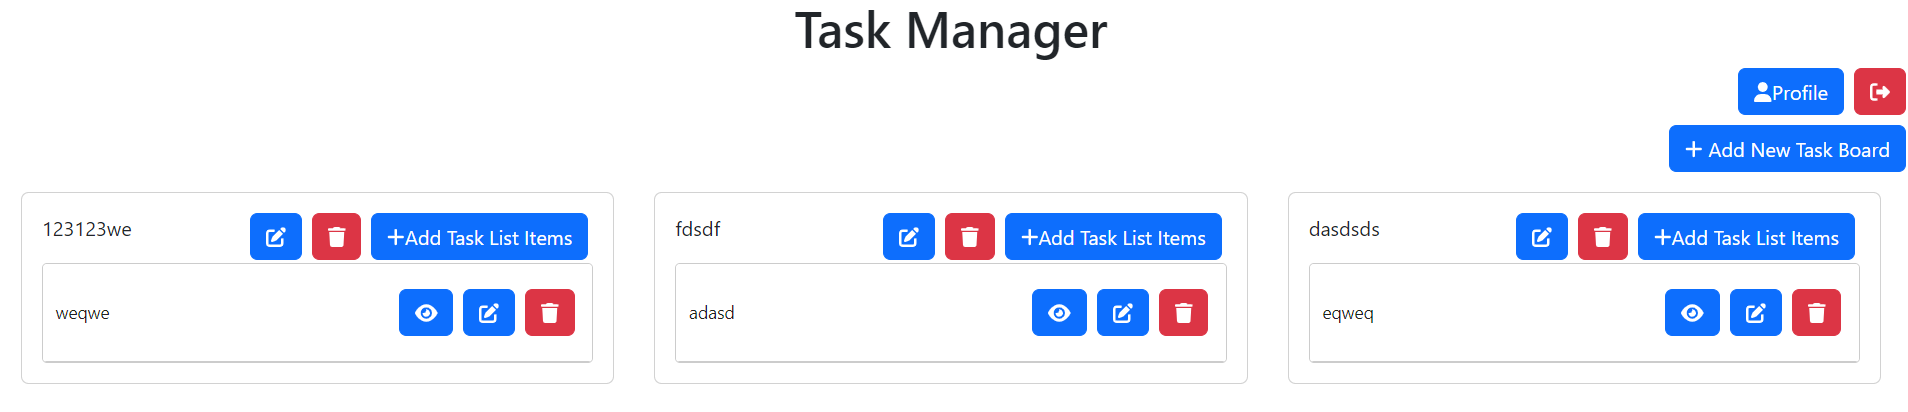 Task Manager
Profile
+ Add New Task Board
123123we
+Add Task List Items
weqwe
fdsdf
+Add Task List Items
adasd
dasdsds
+Add Task List Items
eqweq